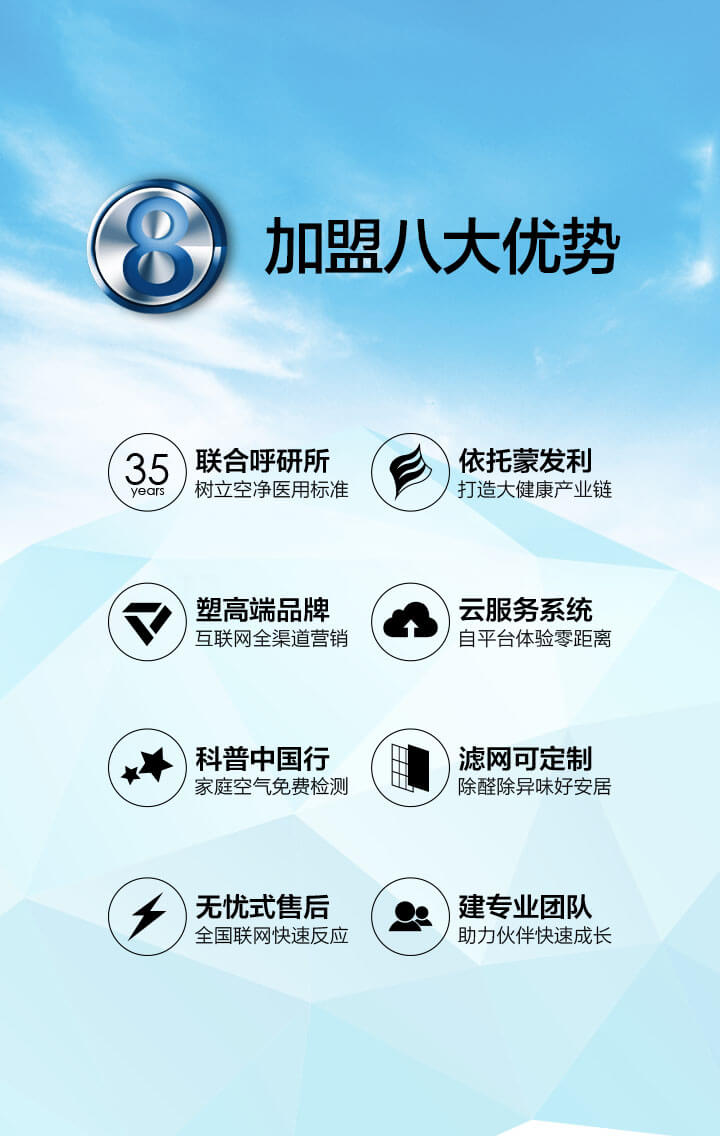 8
加盟八大优势
35
years
联合呼研所
树立空净医用标准
依托蒙发利
打造大健康产业链
塑高端品牌
互联网全渠道营销
云服务系统
自平台体验零距离
科普中国行
家庭空气免费检测
滤网可定制
除醛除异味好安居
无忧式售后
全国联网快速反应
建专业团队
助力伙伴快速成长